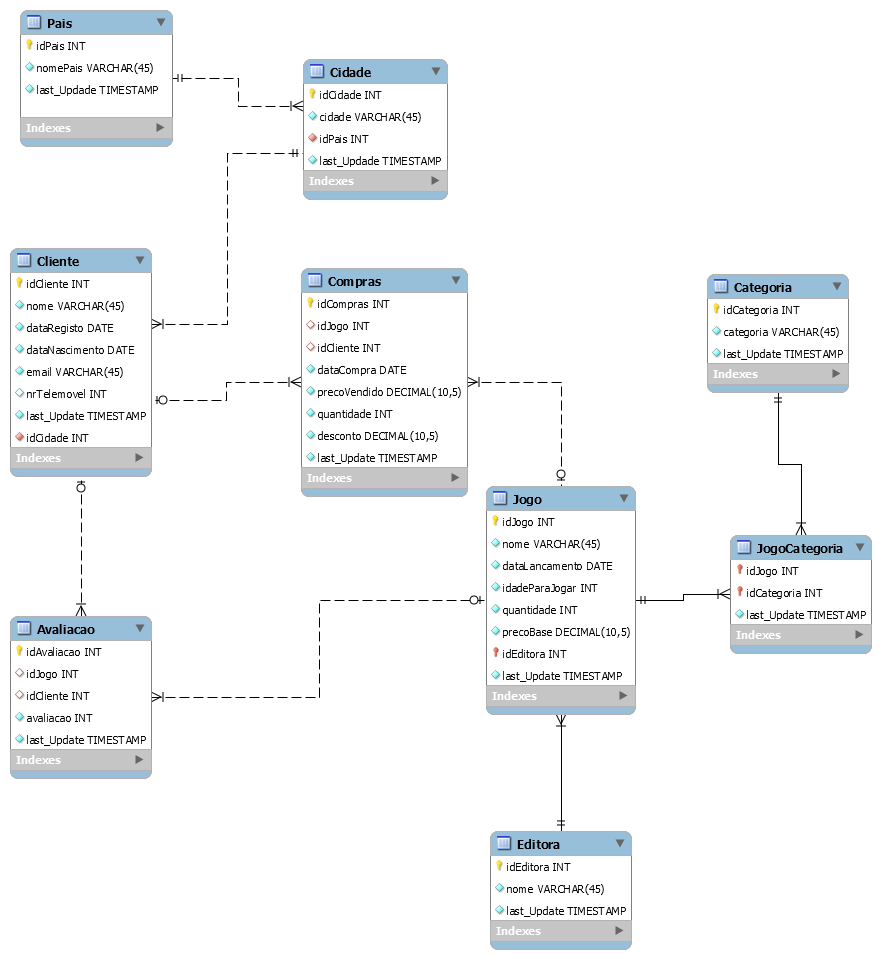 Pais
idPais INT
nomePais VARCHAR(45)
last_Updade TIMESTAMP
Indexes
Cidade
idCidade INT
cidade VARCHAR(45)
idPais INT
last_Updade TIMESTAMP
Indexes
Cliente
idCliente INT
nome VARCHAR(45)
dataRegisto DATE
dataNascimento DATE
email VARCHAR(45)
nrTelemovel INT
last_Update TIMESTAMP
idCidade INT
Indexes
Compras
idCompras INT
idJogo INT
idCliente INT
dataCompra DATE
precoVendido DECIMAL(10,5)
quantidade INT
desconto DECIMAL(10,5)
last_Update TIMESTAMP
Indexes
Categoria
idCategoria INT
categoria VARCHAR(45)
last_Update TIMESTAMP
Indexes
Jogo
idJogo INT
nome VARCHAR(45)
dataLancamento DATE
idadeParaJogar INT
quantidade INT
precoBase DECIMAL(10,5)
idEditora INT
last_Update TIMESTAMP
Indexes
JogoCategoria
idJogo INT
idCategoria INT
last_Update TIMESTAMP
Indexes
Avaliacao
idAvaliacao INT
idJogo INT
idCliente INT
avaliacao INT
last_Update TIMESTAMP
Indexes
Editora
idEditora INT
nome VARCHAR(45)
last_Update TIMESTAMP
Indexes